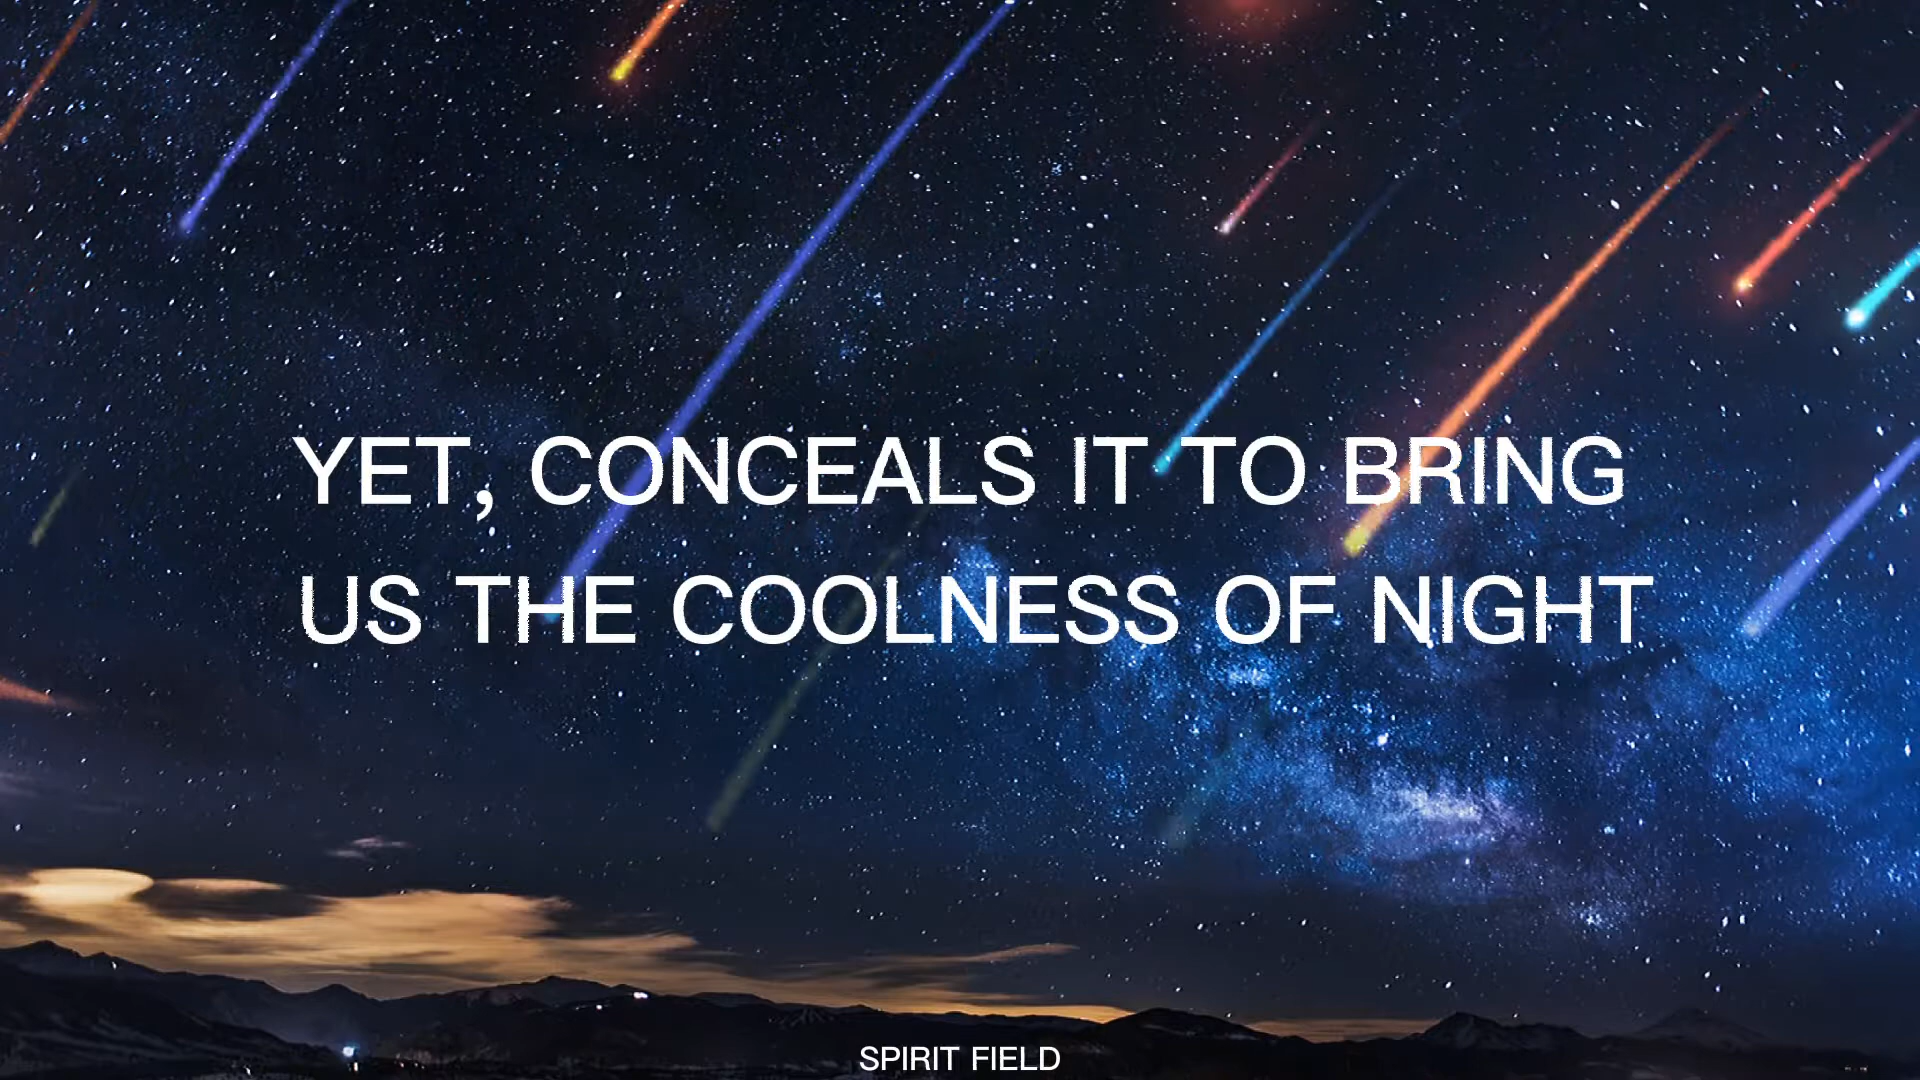 YET, CONCEALS IT TO BRING
US THE COOLNESS OF NIGHT
SPIRIT FIELD